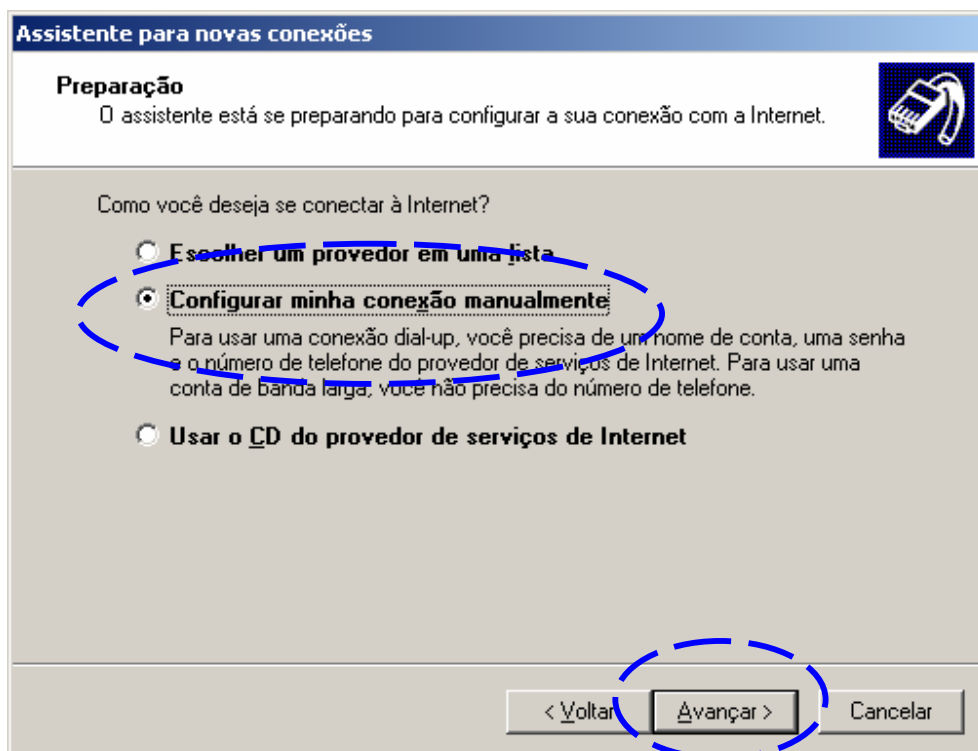 Assistente para novas conexões
Preparação
O assistente está se preparando para configurar a sua conexão com a Internet.
Como você deseja se conectar à Internet?
Escolher um provedor em uma lista
Configurar minha conexão manualmente
Para usar uma conexão dial-up, você precisa de um nome de conta, uma senha
e o número de telefone do provedor de serviços de Internet. Para usar uma
conta de banda larga, você não precisa do número de telefone.
Usar o CD do provedor de serviços de Internet
< Voltar
Avançar >
Cancelar